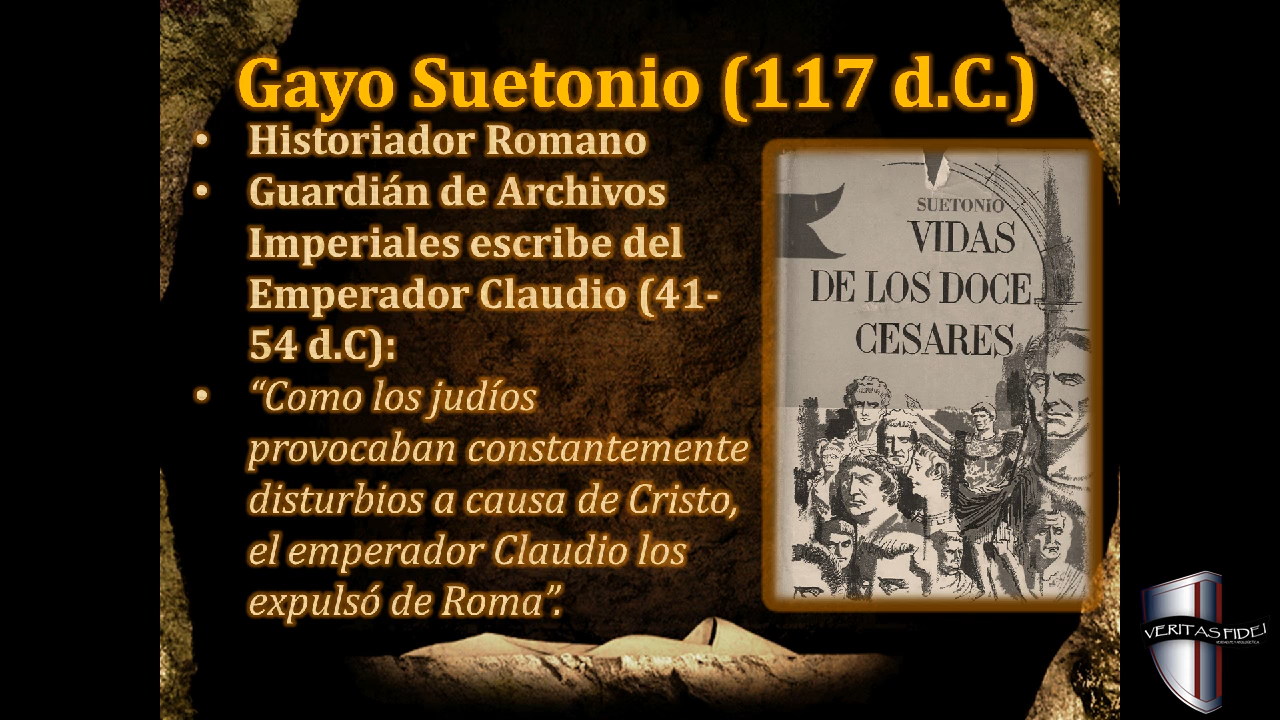 Gayo Suetonio (117 d.C.)
• Historiador Romano
• Guardián de Archivos
Imperiales escribe del
Emperador Claudio (41-
54 d.C):
• “Como los judíos
provocaban constantemente
disturbios a causa de Cristo,
el emperador Claudio los
expulsó de Roma”.
SUETONIO
VIDAS
DE LOS DOCE
CESARES
VERITAS FIDEI